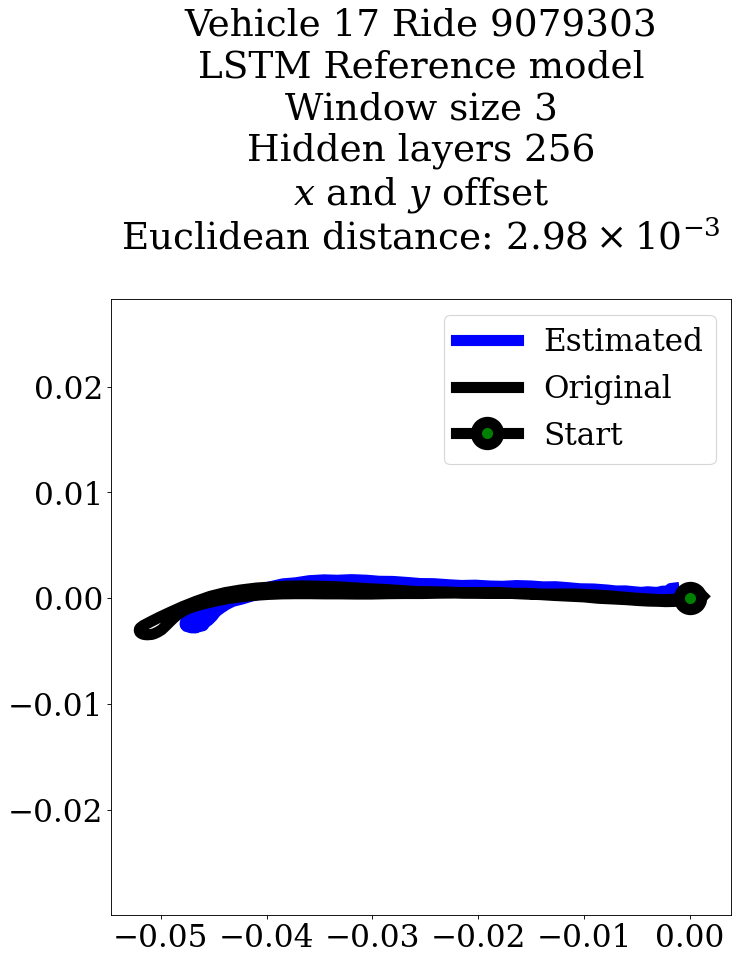 Vehicle 17 Ride 9079303
LSTM Reference model
Window size 3
Hidden layers 256
x and y offset
Euclidean distance: 2.98 × 10⁻³
Estimated
Original
Start
0.02
0.01
0.00
−0.01
−0.02
−0.05 −0.04 −0.03 −0.02 −0.01 0.00